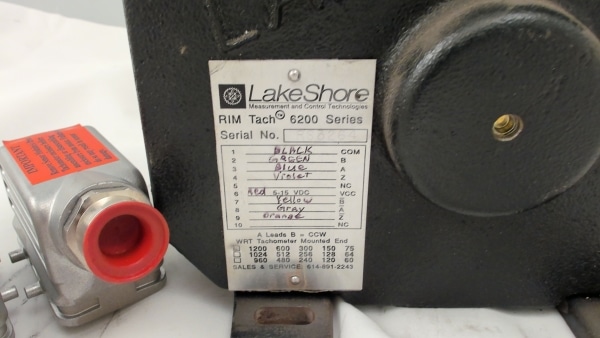 LakeShore
Measurement and Control Technologies
RIM Tach™ 6200 Series
Serial No.
1 BLACK COM
2 GREEN B
3 Blue A
4 Violet Z
5 NC
6 Red 5-15 VDC VCC
7 Yellow B̅
8 Gray A̅
9 Orange Z̅
10 NC
A Leads B = CCW
WRT Tachometer Mounted End
1200 600 300 150 75
1024 512 256 128 64
960 480 240 120 60
SALES & SERVICE 614-891-2243